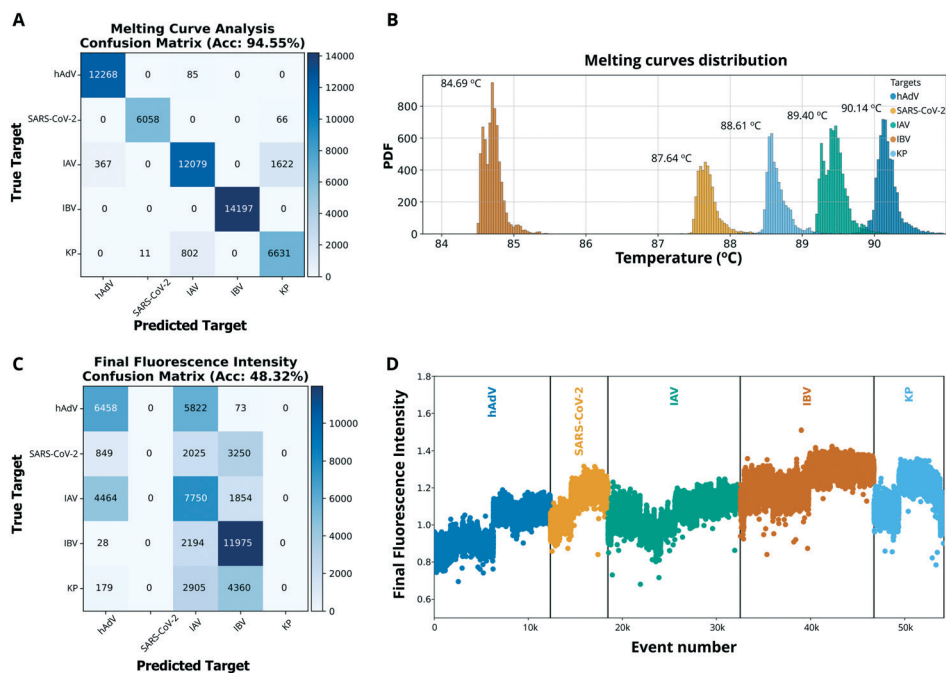 A
Melting Curve Analysis
Confusion Matrix (Acc: 94.55%)
True Target
hAdV
12268 0 85 0 0
SARS-CoV-2
0 6058 0 0 66
IAV
367 0 12079 0 1622
IBV
0 0 0 14197 0
KP
0 11 802 0 6631
hAdV SARS-CoV-2 IAV IBV KP
Predicted Target
14000
12000
10000
8000
6000
4000
2000
0
B
Melting curves distribution
PDF
800
600
400
200
0
84.69 ºC
87.64 ºC
88.61 ºC
89.40 ºC
90.14 ºC
Targets
hAdV
SARS-CoV-2
IAV
IBV
KP
84 85 86 87 88 89 90
Temperature (ºC)
C
Final Fluorescence Intensity
Confusion Matrix (Acc: 48.32%)
True Target
hAdV
6458 0 5822 73 0
SARS-CoV-2
849 0 2025 3250 0
IAV
4464 0 7750 1854 0
IBV
28 0 2194 11975 0
KP
179 0 2905 4360 0
hAdV SARS-CoV-2 IAV IBV KP
Predicted Target
10000
8000
6000
4000
2000
0
D
Final Fluorescence Intensity
1.8
1.6
1.4
1.2
1.0
0.8
0.6
0.4
hAdV
SARS-CoV-2
IAV
IBV
KP
0 10k 20k 30k 40k 50k
Event number